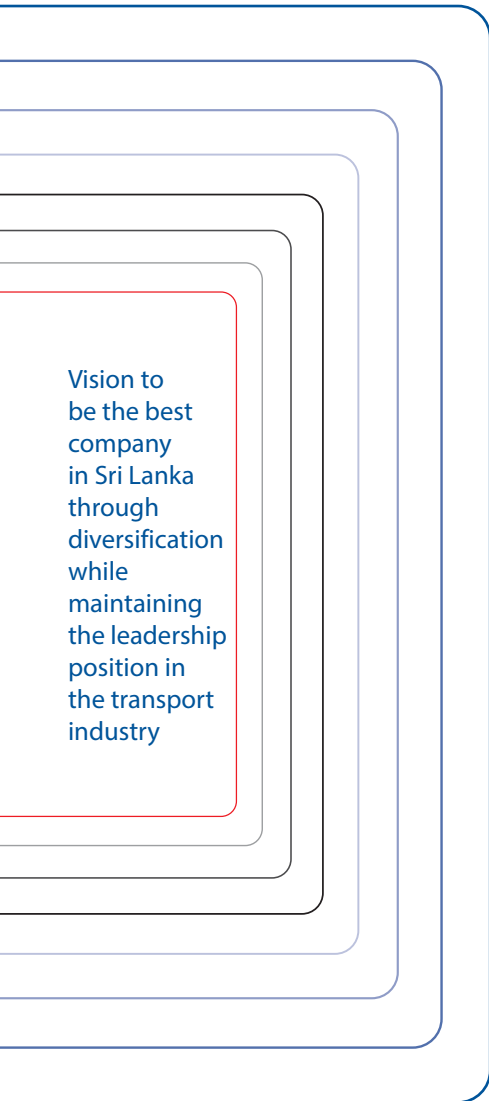 Vision to
be the best
company
in Sri Lanka
through
diversification
while
maintaining
the leadership
position in
the transport
industry